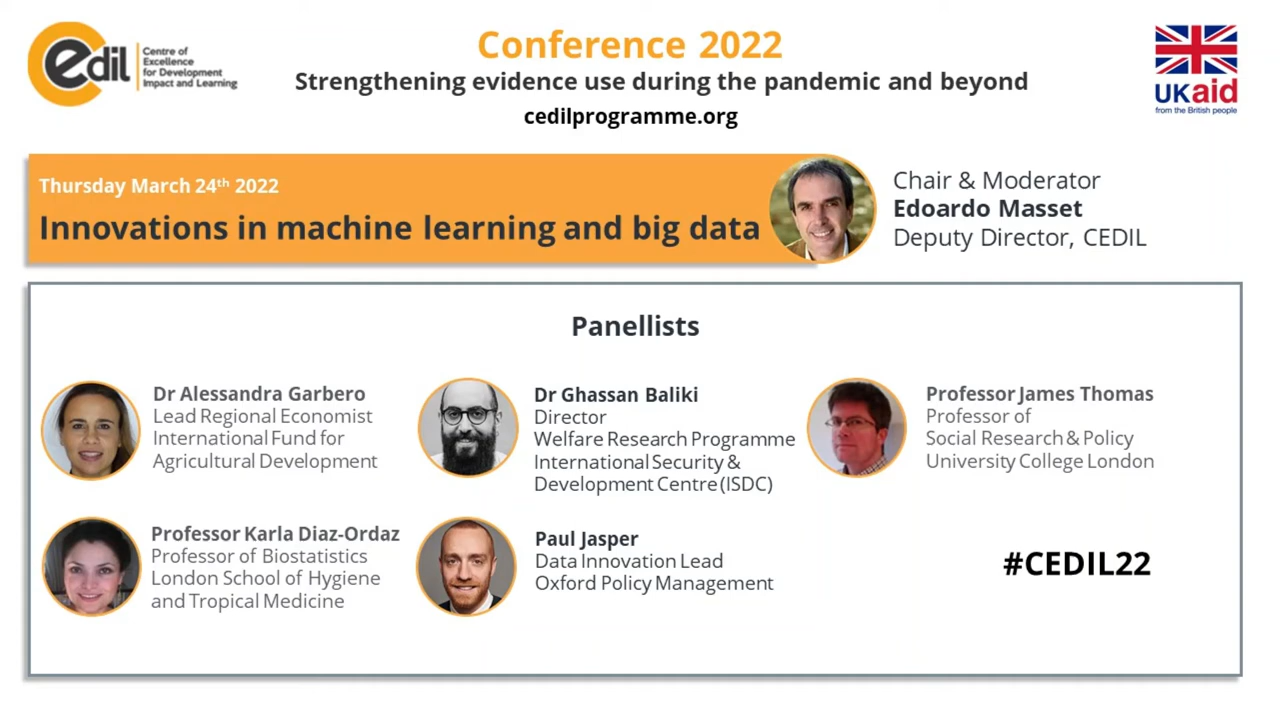 Cedil
Centre of
Excellence
for Development
Impact and Learning
Conference 2022
Strengthening evidence use during the pandemic and beyond
cedilprogramme.org
UKaid
from the British people
Thursday March 24th 2022
Innovations in machine learning and big data
Chair & Moderator
Edoardo Masset
Deputy Director, CEDIL
Panellists
Dr Alessandra Garbero
Lead Regional Economist
International Fund for
Agricultural Development
Dr Ghassan Baliki
Director
Welfare Research Programme
International Security &
Development Centre (ISDC)
Professor James Thomas
Professor of
Social Research & Policy
University College London
Professor Karla Diaz-Ordaz
Professor of Biostatistics
London School of Hygiene
and Tropical Medicine
Paul Jasper
Data Innovation Lead
Oxford Policy Management
#CEDIL22